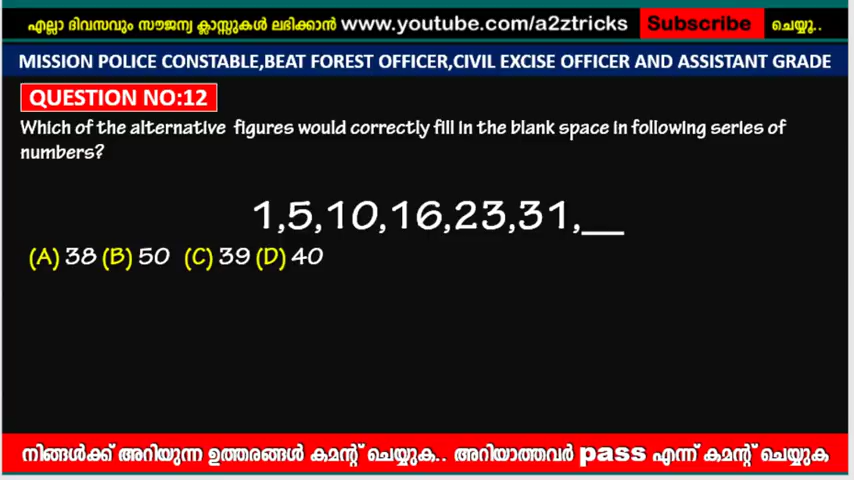 എല്ലാ ദിവസവും സൗജന്യ ക്ലാസ്സുകൾ ലഭിക്കാൻ www.youtube.com/a2ztricks Subscribe ചെയ്യൂ..
MISSION POLICE CONSTABLE,BEAT FOREST OFFICER,CIVIL EXCISE OFFICER AND ASSISTANT GRADE
QUESTION NO:12
Which of the alternative figures would correctly fill in the blank space in following series of
numbers?
1,5,10,16,23,31,__
(A) 38 (B) 50 (C) 39 (D) 40
നിങ്ങൾക്ക് അറിയുന്ന ഉത്തരങ്ങൾ കമന്റ് ചെയ്യുക.. അറിയാത്തവർ pass എന്ന് കമന്റ് ചെയ്യുക